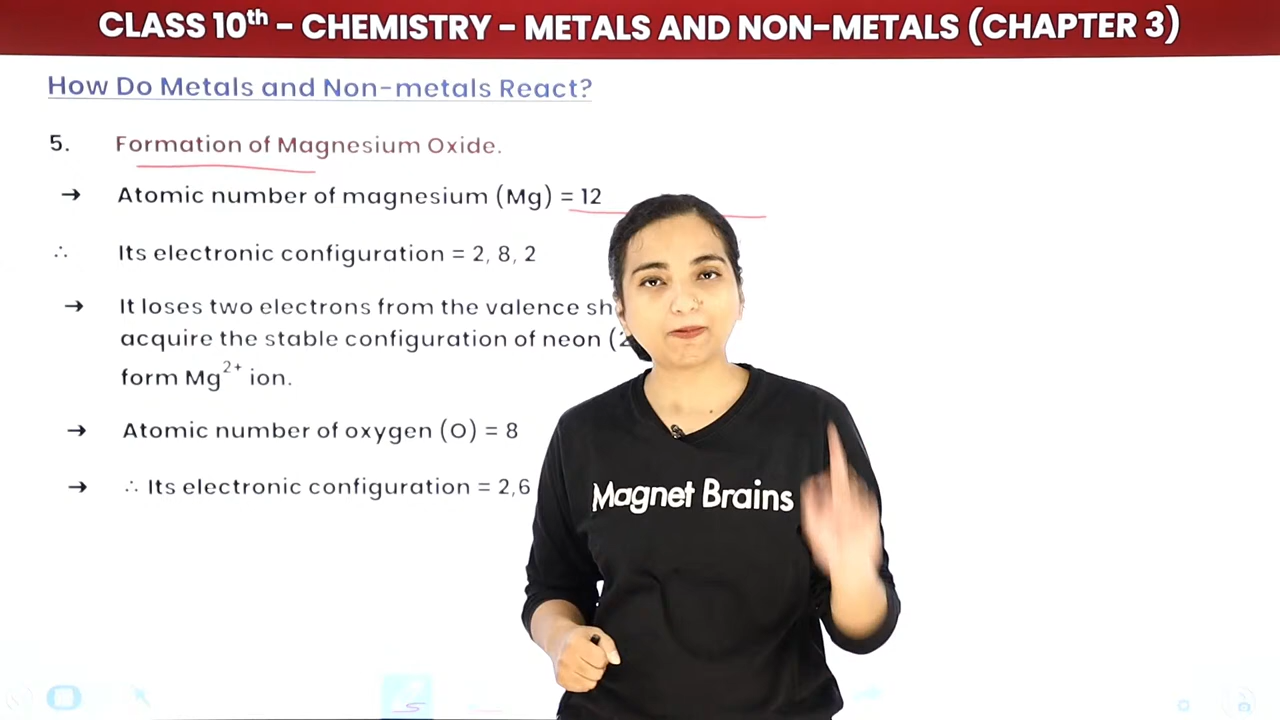 CLASS 10th - CHEMISTRY - METALS AND NON-METALS (CHAPTER 3)
How Do Metals and Non-metals React?
5. Formation of Magnesium Oxide.
→ Atomic number of magnesium (Mg) = 12
∴ Its electronic configuration = 2, 8, 2
→ It loses two electrons from the valence
acquire the stable configuration of neon (
form Mg²⁺ ion.
→ Atomic number of oxygen (O) = 8
→ ∴ Its electronic configuration = 2,6
Magnet Brains